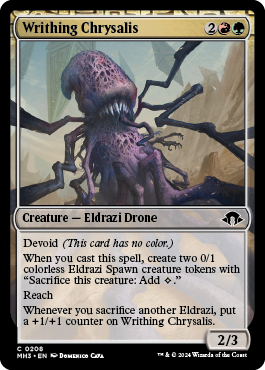 Writhing Chrysalis 2
Creature — Eldrazi Drone
Devoid (This card has no color.)
When you cast this spell, create two 0/1
colorless Eldrazi Spawn creature tokens with
“Sacrifice this creature: Add .”
Reach
Whenever you sacrifice another Eldrazi, put
a +1/+1 counter on Writhing Chrysalis.
2/3
C 0208
MH3 • EN Domenico Cava
™ & © 2024 Wizards of the Coast